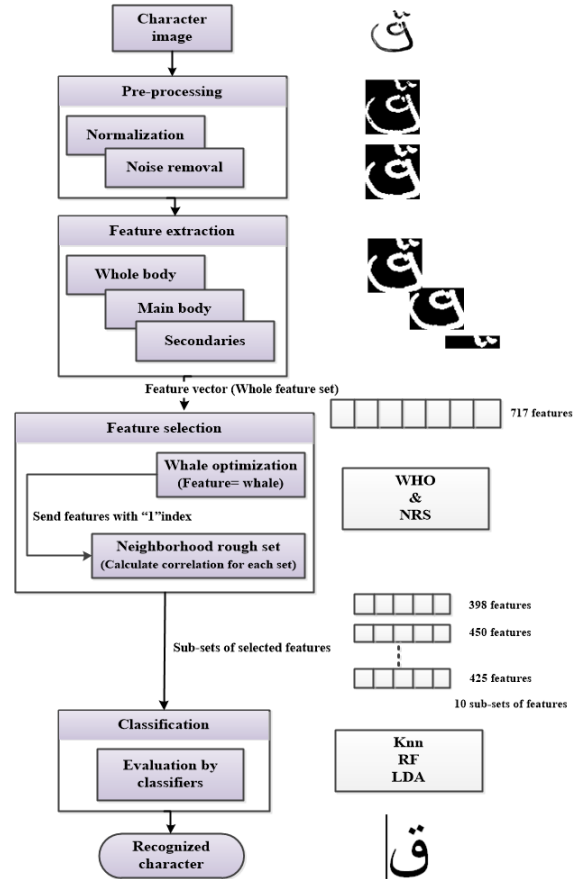 Character
image
ق
Pre-processing
Normalization
Noise removal
Feature extraction
Whole body
Main body
Secondaries
Feature vector (Whole feature set)
717 features
Feature selection
Whale optimization
(Feature= whale)
Send features with “1”index
Neighborhood rough set
(Calculate correlation for each set)
WHO
&
NRS
Sub-sets of selected features
398 features
450 features
425 features
10 sub-sets of features
Classification
Evaluation by
classifiers
Knn
RF
LDA
Recognized
character
ق